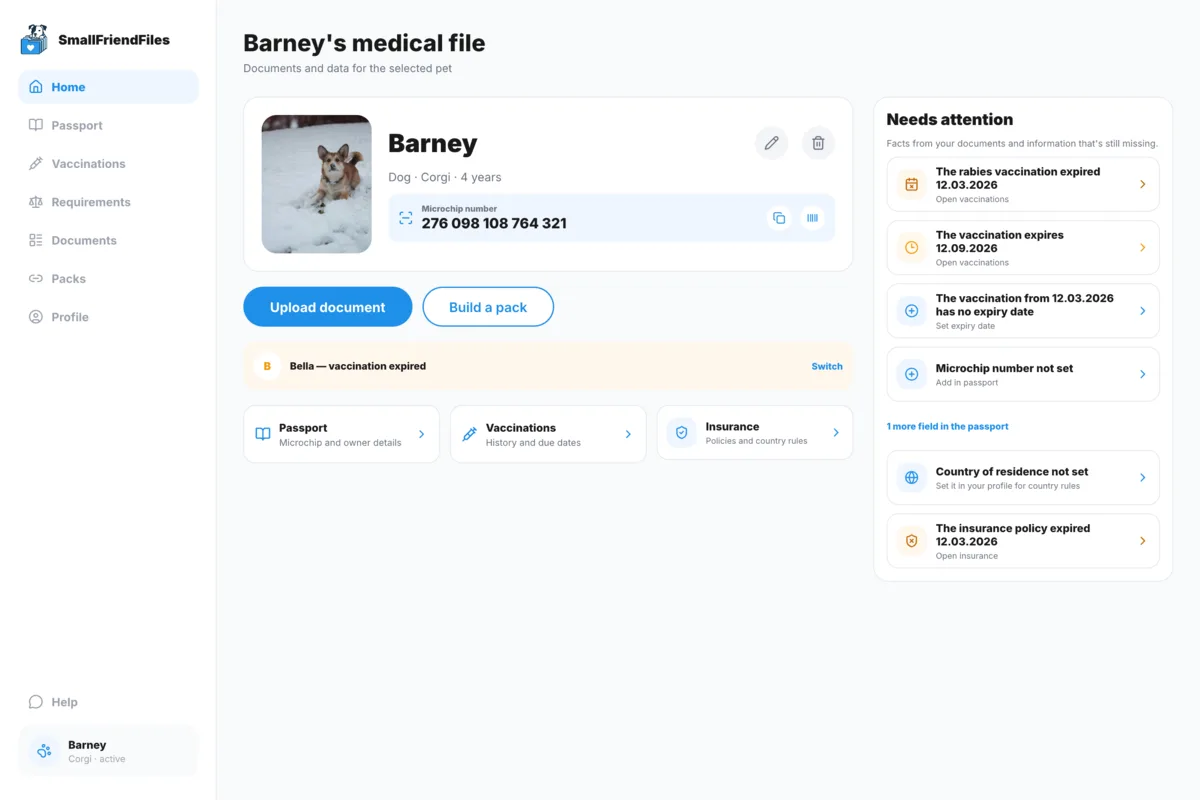 SmallFriendFiles
Home
Passport
Vaccinations
Requirements
Documents
Packs
Profile
Help
Barney
Corgi · active
Barney's medical file
Documents and data for the selected pet
Barney
Dog · Corgi · 4 years
Microchip number
276 098 108 764 321
Upload document
Build a pack
B
Bella — vaccination expired
Switch
Passport
Microchip and owner details
Vaccinations
History and due dates
Insurance
Policies and country rules
Needs attention
Facts from your documents and information that's still missing.
The rabies vaccination expired
12.03.2026
Open vaccinations
The vaccination expires
12.09.2026
Open vaccinations
The vaccination from 12.03.2026
has no expiry date
Set expiry date
Microchip number not set
Add in passport
1 more field in the passport
Country of residence not set
Set it in your profile for country rules
The insurance policy expired
12.03.2026
Open insurance